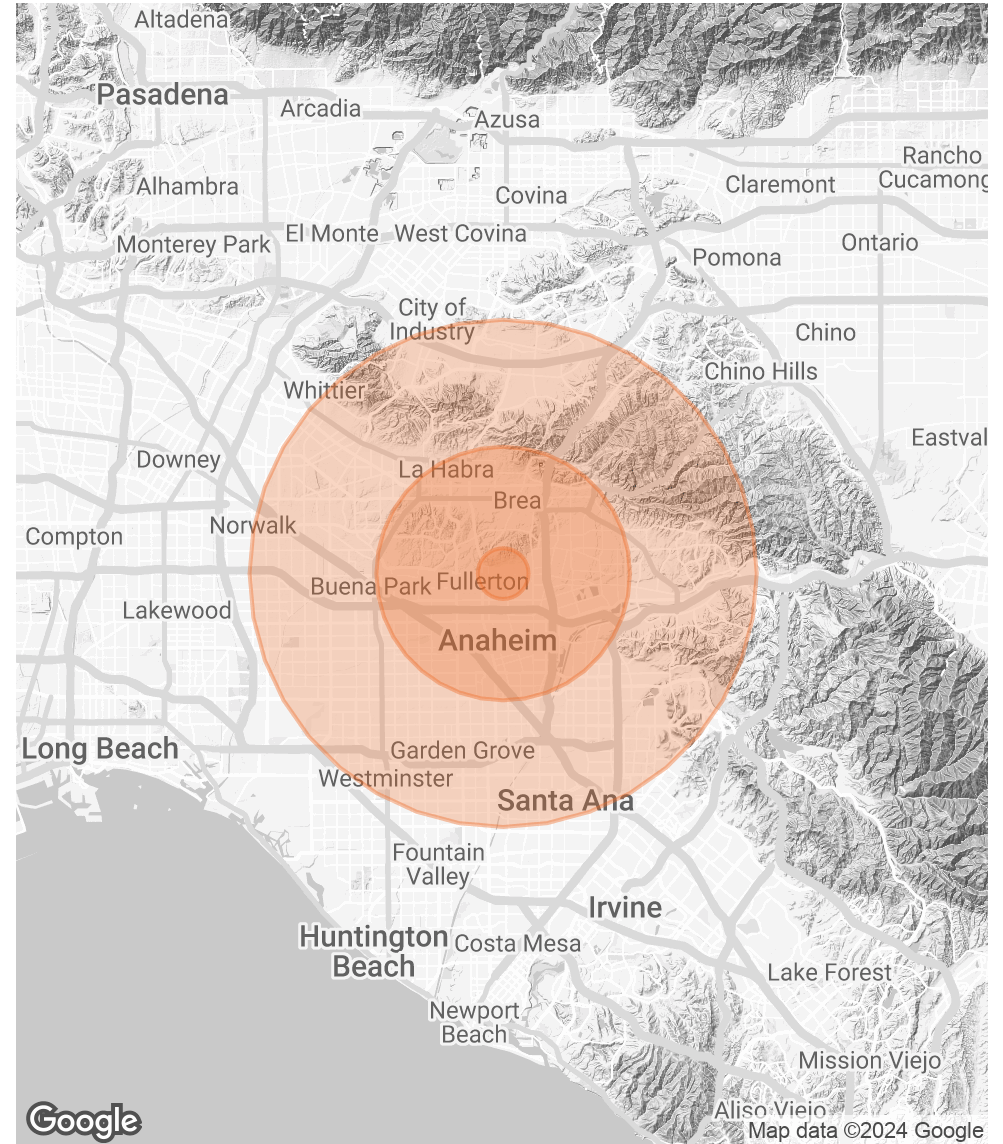 Altadena
Pasadena
Arcadia
Azusa
Rancho
Cucamong
Claremont
Alhambra
Covina
Monterey Park
El Monte
West Covina
Ontario
Pomona
City of
Industry
Chino
Chino Hills
Whittier
Eastval
Downey
La Habra
Brea
Norwalk
Compton
Buena Park
Fullerton
Lakewood
Anaheim
Long Beach
Garden Grove
Westminster
Santa Ana
Fountain
Valley
Irvine
Huntington
Beach
Costa Mesa
Lake Forest
Newport
Beach
Mission Viejo
Aliso Viejo
Google
Map data ©2024 Google